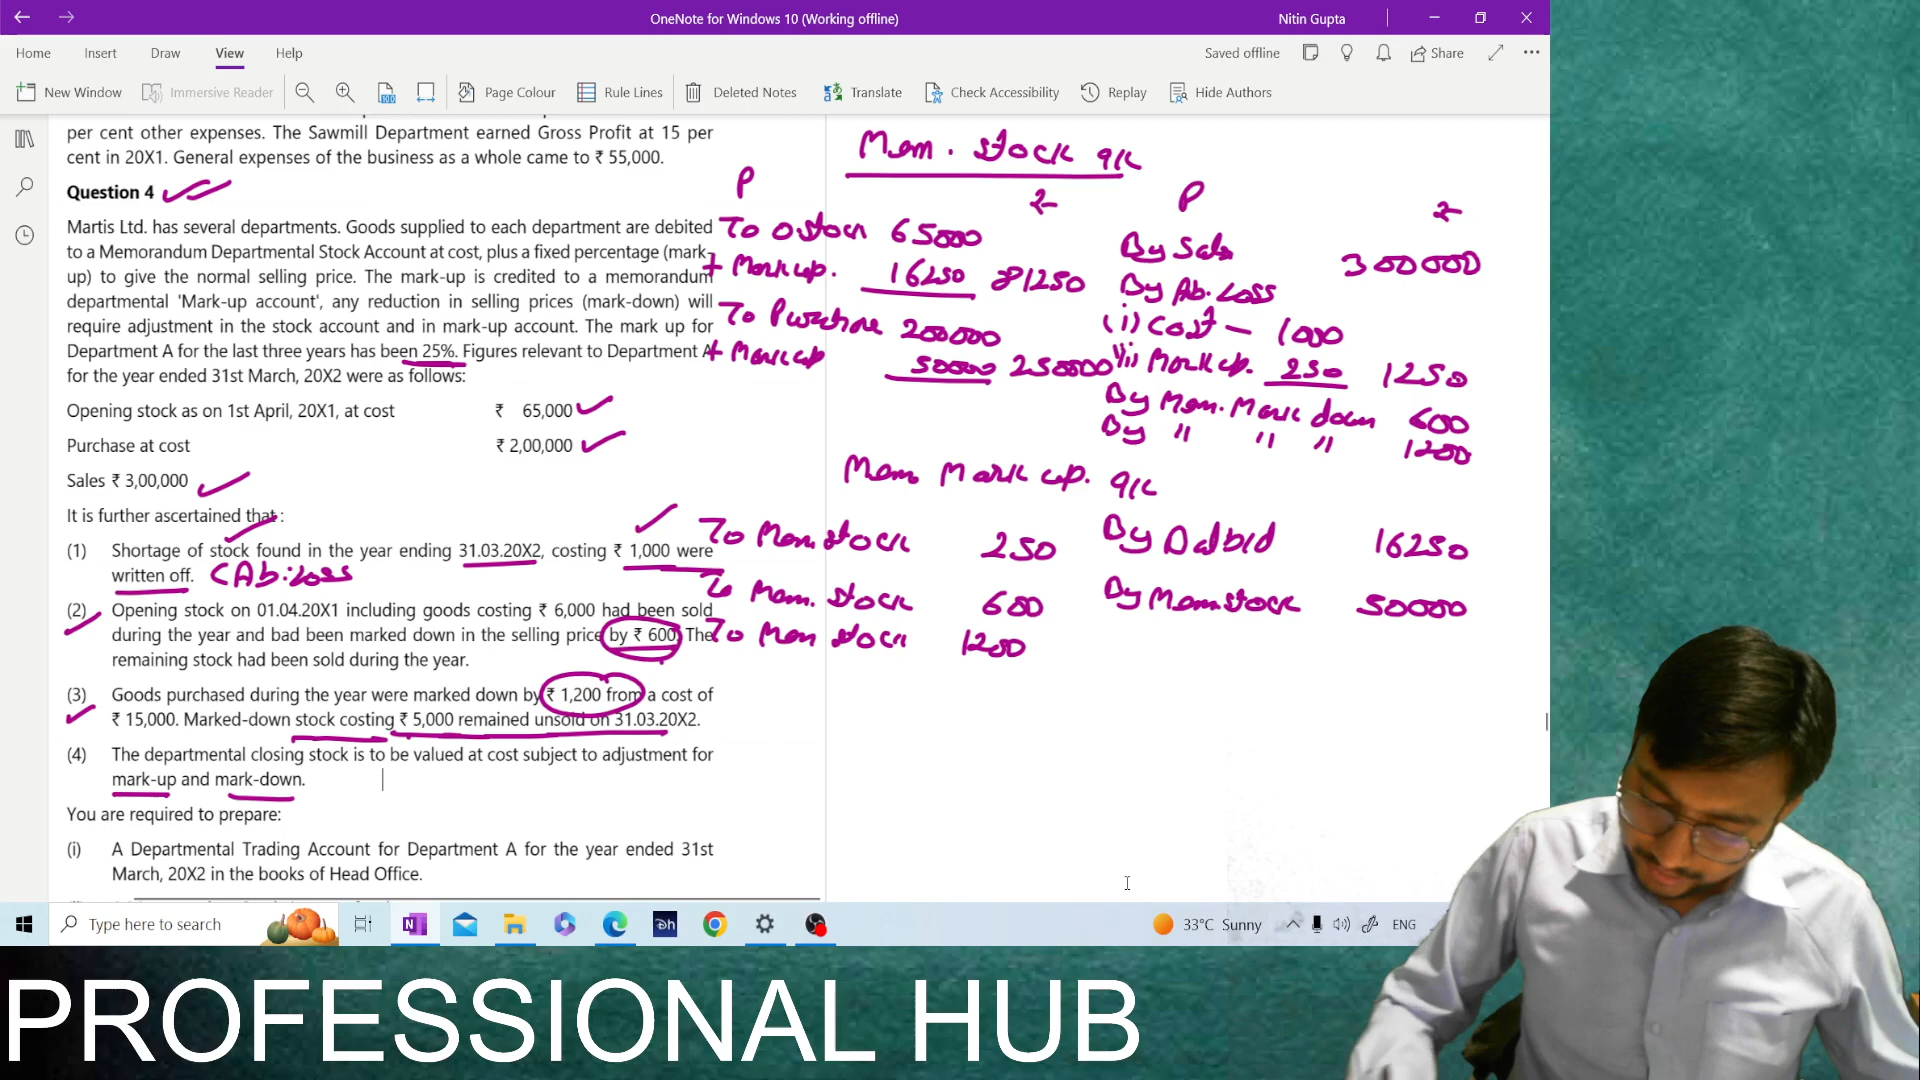 OneNote for Windows 10 (Working offline)
Nitin Gupta
Home Insert Draw View Help
Saved offline Share
New Window Immersive Reader Page Colour Rule Lines Deleted Notes Translate Check Accessibility Replay Hide Authors
per cent other expenses. The Sawmill Department earned Gross Profit at 15 per
cent in 20X1. General expenses of the business as a whole came to ₹ 55,000.
Question 4
Martis Ltd. has several departments. Goods supplied to each department are debited
to a Memorandum Departmental Stock Account at cost, plus a fixed percentage (mark-
up) to give the normal selling price. The mark-up is credited to a memorandum
departmental 'Mark-up account', any reduction in selling prices (mark-down) will
require adjustment in the stock account and in mark-up account. The mark up for
Department A for the last three years has been 25%. Figures relevant to Department A
for the year ended 31st March, 20X2 were as follows:
Opening stock as on 1st April, 20X1, at cost ₹ 65,000
Purchase at cost ₹ 2,00,000
Sales ₹ 3,00,000
It is further ascertained that :
(1) Shortage of stock found in the year ending 31.03.20X2, costing ₹ 1,000 were
written off. (Ab. Loss
(2) Opening stock on 01.04.20X1 including goods costing ₹ 6,000 had been sold
during the year and bad been marked down in the selling price by ₹ 600. The
remaining stock had been sold during the year.
(3) Goods purchased during the year were marked down by ₹ 1,200 from a cost of
₹ 15,000. Marked-down stock costing ₹ 5,000 remained unsold on 31.03.20X2.
(4) The departmental closing stock is to be valued at cost subject to adjustment for
mark-up and mark-down.
You are required to prepare:
(i) A Departmental Trading Account for Department A for the year ended 31st
March, 20X2 in the books of Head Office.
Mem. Stock a/c
P ₹ P ₹
To O Stock 65000
+ Mark up. 16250 81250
To Purchase 200000
+ Mark up 50000 250000
By Sales 300000
By Ab. Loss
(i) Cost – 1000
(ii) Mark up. 250 1250
By Mem. Mark down 600
By " " " 1200
Mem Mark up. a/c
To Mem stock 250
To Mem. stock 600
To Mem stock 1200
By Bal b/d 16250
By Mem stock 50000
Type here to search
33°C Sunny
ENG
PROFESSIONAL HUB